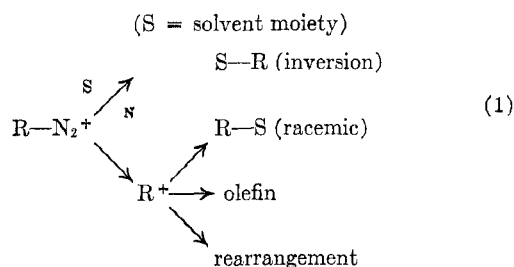 (S = solvent moiety)
S—R (inversion)
S
N
R—N₂⁺
(1)
R—S (racemic)
R⁺
olefin
rearrangement